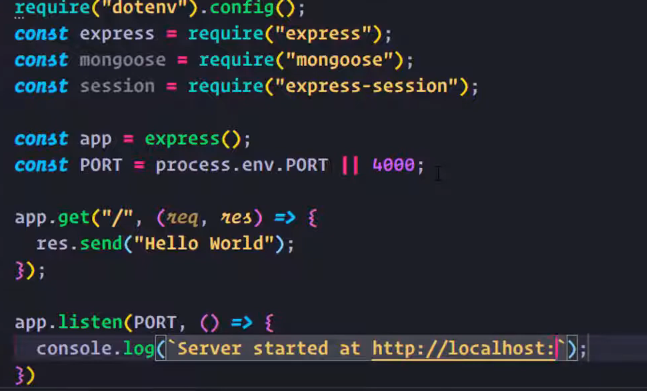 require("dotenv").config();
const express = require("express");
const mongoose = require("mongoose");
const session = require("express-session");
const app = express();
const PORT = process.env.PORT || 4000;
app.get("/", (req, res) => {
  res.send("Hello World");
});
app.listen(PORT, () => {
  console.log(`Server started at http://localhost:`);
})